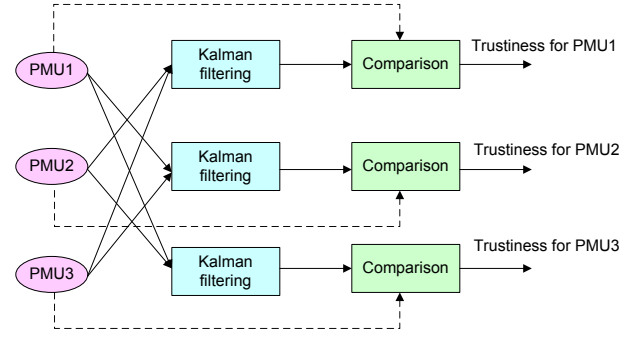 Trustiness for PMU1
PMU1
Kalman
filtering
Comparison
Trustiness for PMU2
PMU2
Kalman
filtering
Comparison
Trustiness for PMU3
PMU3
Kalman
filtering
Comparison